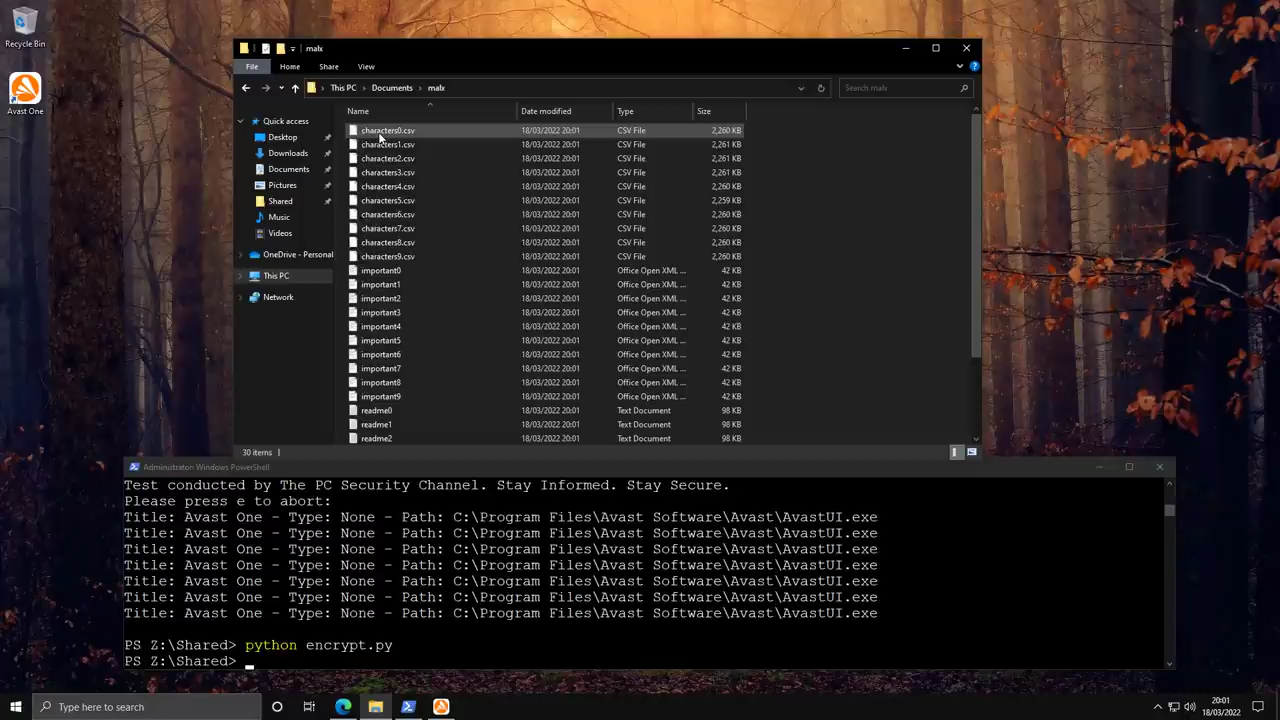 Recycle Bin
Avast One
malx
File Home Share View
This PC Documents malx
Search malx
Name Date modified Type Size
Quick access
Desktop
Downloads
Documents
Pictures
Shared
Music
Videos
OneDrive - Personal
This PC
Network
characters0.csv 18/03/2022 20:01 CSV File 2,260 KB
characters1.csv 18/03/2022 20:01 CSV File 2,261 KB
characters2.csv 18/03/2022 20:01 CSV File 2,260 KB
characters3.csv 18/03/2022 20:01 CSV File 2,261 KB
characters4.csv 18/03/2022 20:01 CSV File 2,260 KB
characters5.csv 18/03/2022 20:01 CSV File 2,259 KB
characters6.csv 18/03/2022 20:01 CSV File 2,260 KB
characters7.csv 18/03/2022 20:01 CSV File 2,260 KB
characters8.csv 18/03/2022 20:01 CSV File 2,260 KB
characters9.csv 18/03/2022 20:01 CSV File 2,260 KB
important0 18/03/2022 20:01 Office Open XML ... 42 KB
important1 18/03/2022 20:01 Office Open XML ... 42 KB
important2 18/03/2022 20:01 Office Open XML ... 42 KB
important3 18/03/2022 20:01 Office Open XML ... 42 KB
important4 18/03/2022 20:01 Office Open XML ... 42 KB
important5 18/03/2022 20:01 Office Open XML ... 42 KB
important6 18/03/2022 20:01 Office Open XML ... 42 KB
important7 18/03/2022 20:01 Office Open XML ... 42 KB
important8 18/03/2022 20:01 Office Open XML ... 42 KB
important9 18/03/2022 20:01 Office Open XML ... 42 KB
readme0 18/03/2022 20:01 Text Document 98 KB
readme1 18/03/2022 20:01 Text Document 98 KB
readme2 18/03/2022 20:01 Text Document 98 KB
30 items
Administrator: Windows PowerShell
Test conducted by The PC Security Channel. Stay Informed. Stay Secure.
Please press e to abort:
Title: Avast One - Type: None - Path: C:\Program Files\Avast Software\Avast\AvastUI.exe
Title: Avast One - Type: None - Path: C:\Program Files\Avast Software\Avast\AvastUI.exe
Title: Avast One - Type: None - Path: C:\Program Files\Avast Software\Avast\AvastUI.exe
Title: Avast One - Type: None - Path: C:\Program Files\Avast Software\Avast\AvastUI.exe
Title: Avast One - Type: None - Path: C:\Program Files\Avast Software\Avast\AvastUI.exe
Title: Avast One - Type: None - Path: C:\Program Files\Avast Software\Avast\AvastUI.exe
Title: Avast One - Type: None - Path: C:\Program Files\Avast Software\Avast\AvastUI.exe
PS Z:\Shared> python encrypt.py
PS Z:\Shared>
Type here to search
20:01
18/03/2022